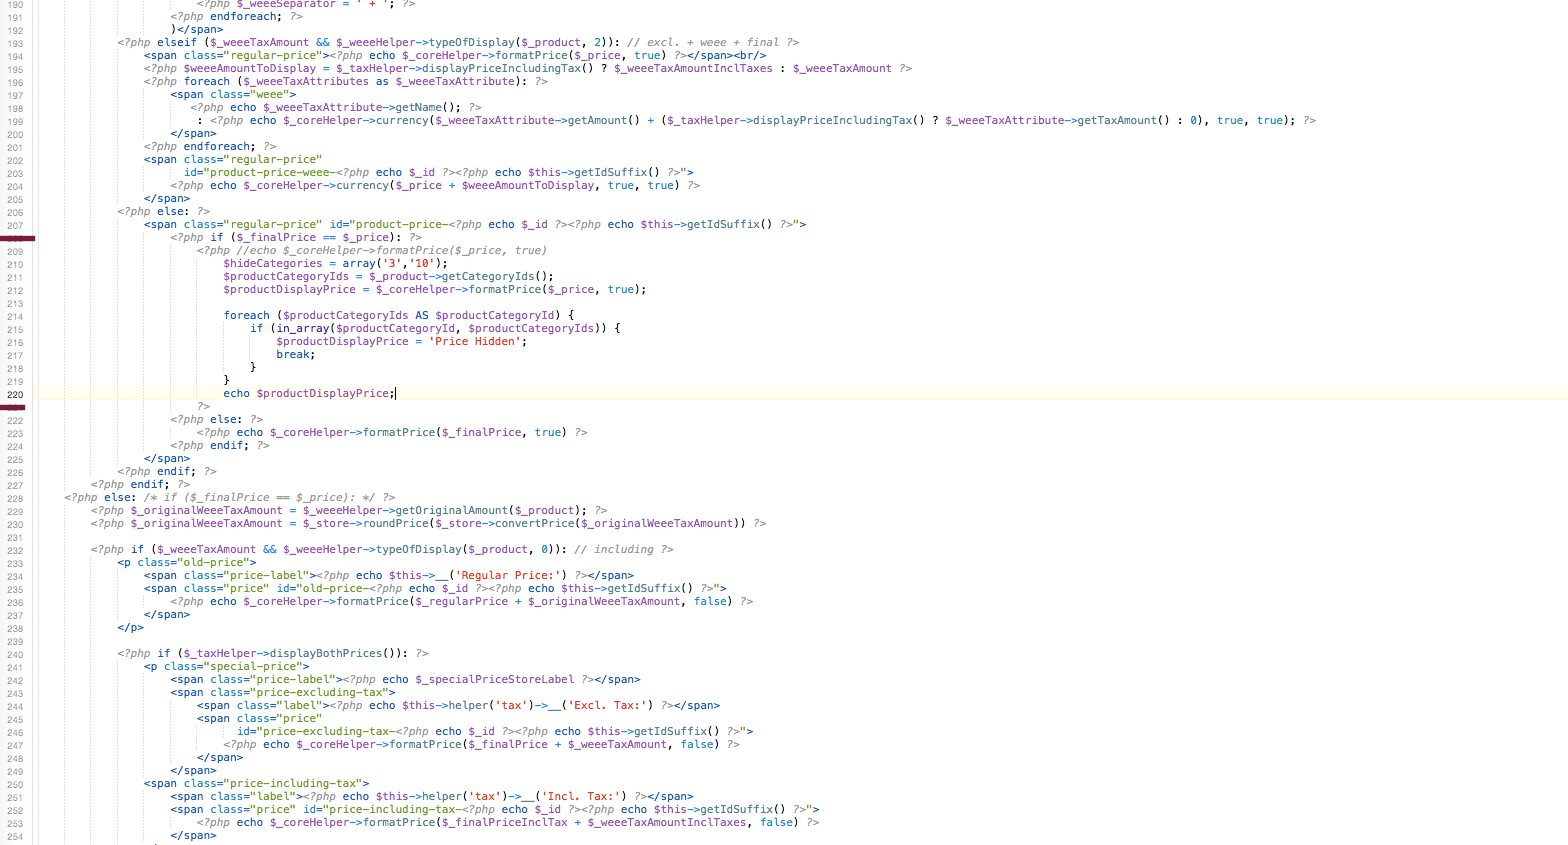 190 <?php $_weeeSeparator = ' + '; ?>
191 <?php endforeach; ?>
192 )</span>
193 <?php elseif ($_weeeTaxAmount && $_weeeHelper->typeOfDisplay($_product, 2)): // excl. + weee + final ?>
194 <span class="regular-price"><?php echo $_coreHelper->formatPrice($_price, true) ?></span><br/>
195 <?php $weeeAmountToDisplay = $_taxHelper->displayPriceIncludingTax() ? $_weeeTaxAmountInclTaxes : $_weeeTaxAmount ?>
196 <?php foreach ($_weeeTaxAttributes as $_weeeTaxAttribute): ?>
197 <span class="weee">
198 <?php echo $_weeeTaxAttribute->getName(); ?>
199 : <?php echo $_coreHelper->currency($_weeeTaxAttribute->getAmount() + ($_taxHelper->displayPriceIncludingTax() ? $_weeeTaxAttribute->getTaxAmount() : 0), true, true); ?>
200 </span>
201 <?php endforeach; ?>
202 <span class="regular-price"
203 id="product-price-weee-<?php echo $_id ?><?php echo $this->getIdSuffix() ?>">
204 <?php echo $_coreHelper->currency($_price + $weeeAmountToDisplay, true, true) ?>
205 </span>
206 <?php else: ?>
207 <span class="regular-price" id="product-price-<?php echo $_id ?><?php echo $this->getIdSuffix() ?>">
<?php if ($_finalPrice == $_price): ?>
209 <?php //echo $_coreHelper->formatPrice($_price, true)
210 $hideCategories = array('3','10');
211 $productCategoryIds = $_product->getCategoryIds();
212 $productDisplayPrice = $_coreHelper->formatPrice($_price, true);
213
214 foreach ($productCategoryIds AS $productCategoryId) {
215 if (in_array($productCategoryId, $productCategoryIds)) {
216 $productDisplayPrice = 'Price Hidden';
217 break;
218 }
219 }
220 echo $productDisplayPrice;
?>
222 <?php else: ?>
223 <?php echo $_coreHelper->formatPrice($_finalPrice, true) ?>
224 <?php endif; ?>
225 </span>
226 <?php endif; ?>
227 <?php endif; ?>
228 <?php else: /* if ($_finalPrice == $_price): */ ?>
229 <?php $_originalWeeeTaxAmount = $_weeeHelper->getOriginalAmount($_product); ?>
230 <?php $_originalWeeeTaxAmount = $_store->roundPrice($_store->convertPrice($_originalWeeeTaxAmount)) ?>
231
232 <?php if ($_weeeTaxAmount && $_weeeHelper->typeOfDisplay($_product, 0)): // including ?>
233 <p class="old-price">
234 <span class="price-label"><?php echo $this->__('Regular Price:') ?></span>
235 <span class="price" id="old-price-<?php echo $_id ?><?php echo $this->getIdSuffix() ?>">
236 <?php echo $_coreHelper->formatPrice($_regularPrice + $_originalWeeeTaxAmount, false) ?>
237 </span>
238 </p>
239
240 <?php if ($_taxHelper->displayBothPrices()): ?>
241 <p class="special-price">
242 <span class="price-label"><?php echo $_specialPriceStoreLabel ?></span>
243 <span class="price-excluding-tax">
244 <span class="label"><?php echo $this->helper('tax')->__('Excl. Tax:') ?></span>
245 <span class="price"
246 id="price-excluding-tax-<?php echo $_id ?><?php echo $this->getIdSuffix() ?>">
247 <?php echo $_coreHelper->formatPrice($_finalPrice + $_weeeTaxAmount, false) ?>
248 </span>
249 </span>
250 <span class="price-including-tax">
251 <span class="label"><?php echo $this->helper('tax')->__('Incl. Tax:') ?></span>
252 <span class="price" id="price-including-tax-<?php echo $_id ?><?php echo $this->getIdSuffix() ?>">
253 <?php echo $_coreHelper->formatPrice($_finalPriceInclTax + $_weeeTaxAmountInclTaxes, false) ?>
254 </span>